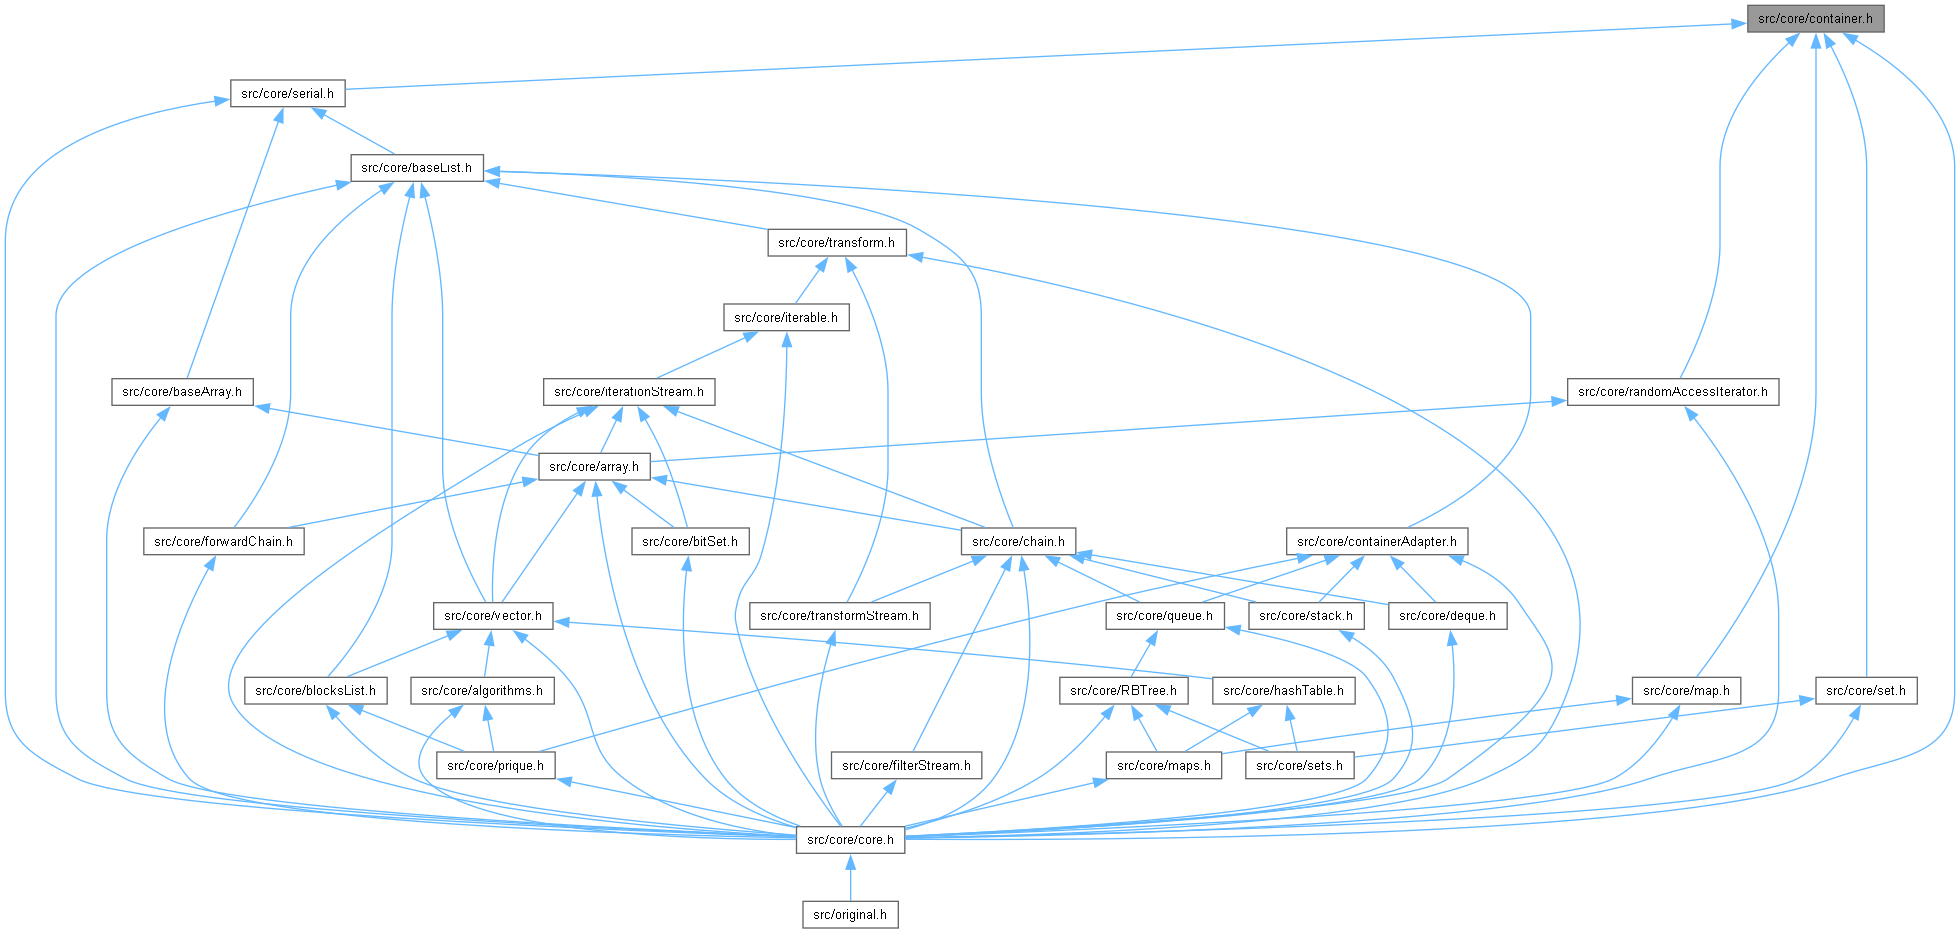 src/core/container.h
src/core/serial.h
src/core/baseList.h
src/core/transform.h
src/core/iterable.h
src/core/baseArray.h
src/core/iterationStream.h
src/core/randomAccessIterator.h
src/core/array.h
src/core/forwardChain.h
src/core/bitSet.h
src/core/chain.h
src/core/containerAdapter.h
src/core/vector.h
src/core/transformStream.h
src/core/queue.h
src/core/stack.h
src/core/deque.h
src/core/blocksList.h
src/core/algorithms.h
src/core/RBTree.h
src/core/hashTable.h
src/core/map.h
src/core/set.h
src/core/prique.h
src/core/filterStream.h
src/core/maps.h
src/core/sets.h
src/core/core.h
src/original.h